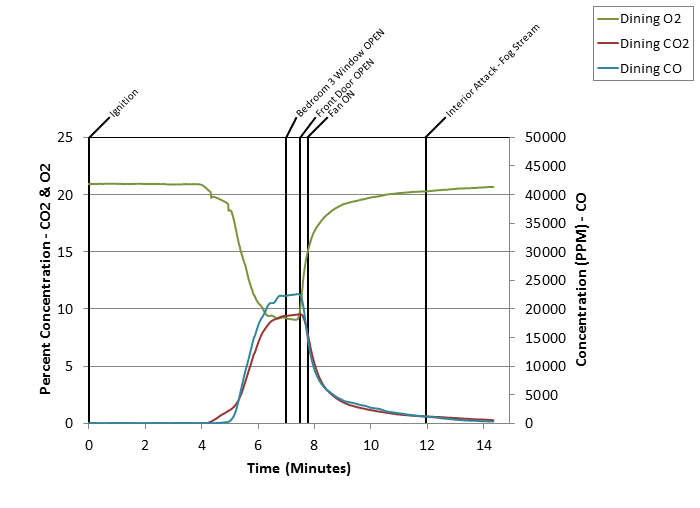 Dining O2
Dining CO2
Dining CO
Ignition
Bedroom 3 Window OPEN
Front Door OPEN
Fan ON
Interior Attack - Fog Stream
Percent Concentration - CO2 & O2
25
20
15
10
5
0
50000
45000
40000
35000
30000
25000
20000
15000
10000
5000
0
Concentration (PPM) - CO
0 2 4 6 8 10 12 14
Time (Minutes)